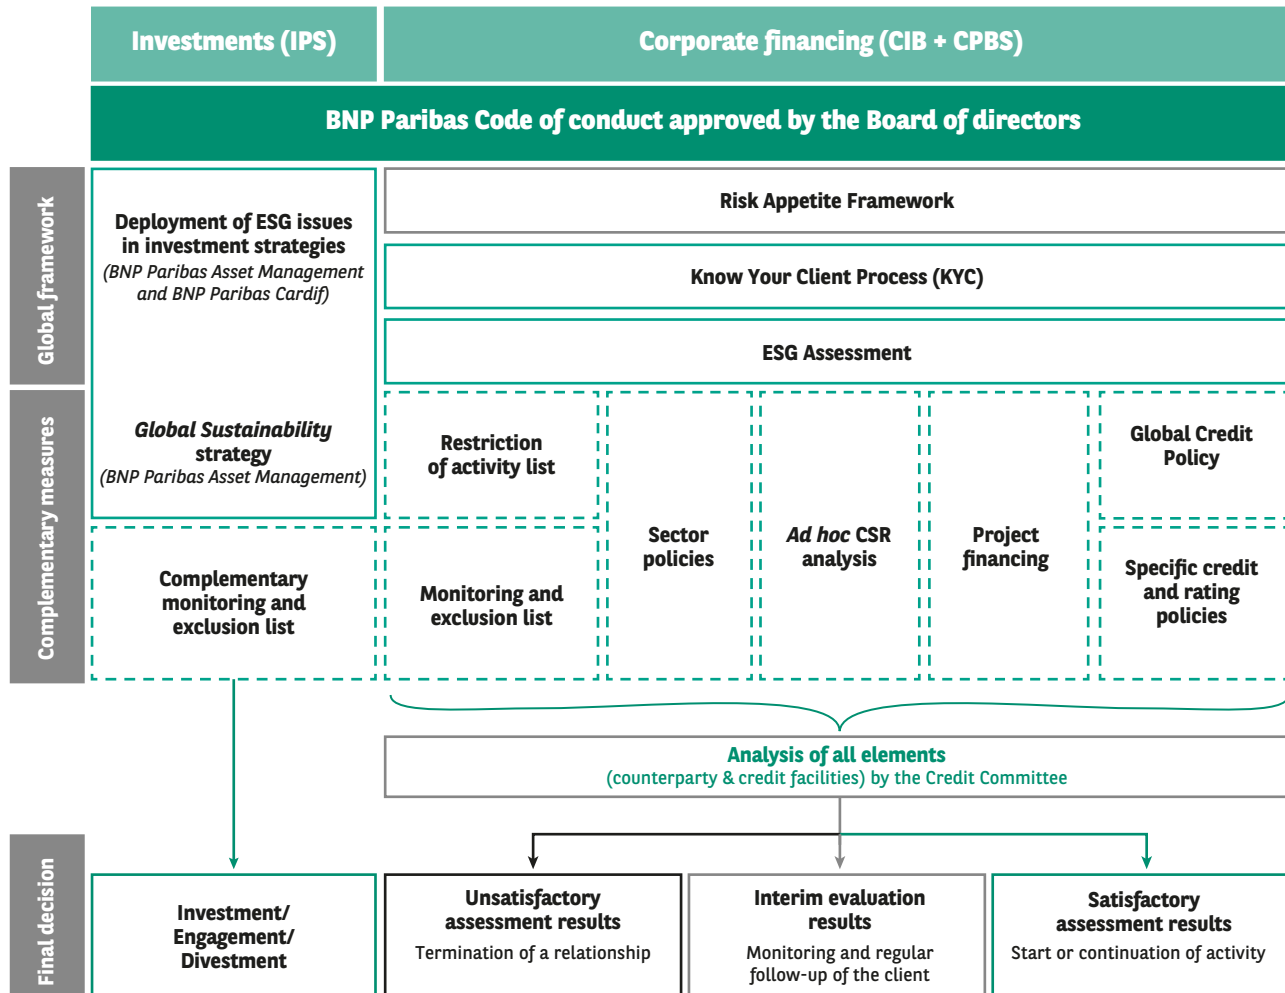 Investments (IPS)
Corporate financing (CIB + CPBS)
BNP Paribas Code of conduct approved by the Board of directors
Global framework
Deployment of ESG issues
in investment strategies
(BNP Paribas Asset Management
and BNP Paribas Cardif)
Risk Appetite Framework
Know Your Client Process (KYC)
ESG Assessment
Complementary measures
Global Sustainability
strategy
(BNP Paribas Asset Management)
Complementary
monitoring and
exclusion list
Restriction
of activity list
Monitoring and
exclusion list
Sector
policies
Ad hoc CSR
analysis
Project
financing
Global Credit
Policy
Specific credit
and rating
policies
Analysis of all elements
(counterparty & credit facilities) by the Credit Committee
Final decision
Investment/
Engagement/
Divestment
Unsatisfactory
assessment results
Termination of a relationship
Interim evaluation
results
Monitoring and regular
follow-up of the client
Satisfactory
assessment results
Start or continuation of activity